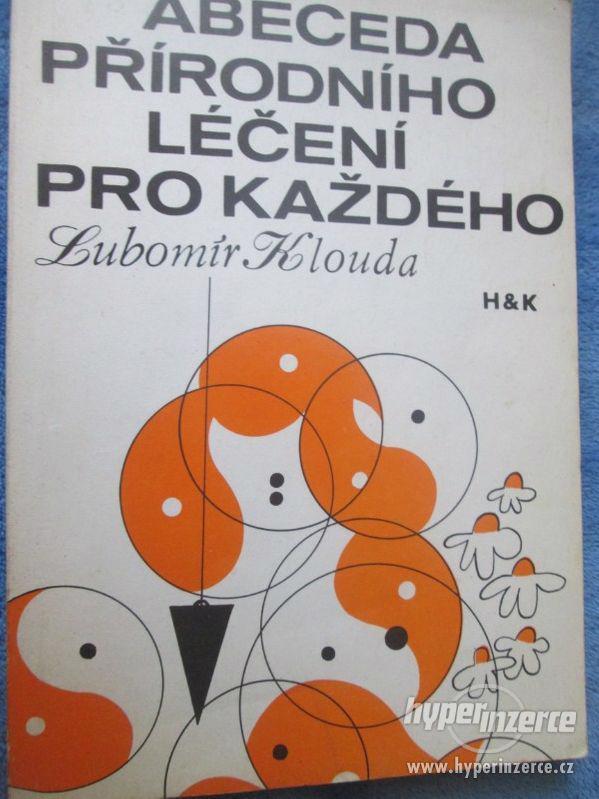 ABECEDA
PŘÍRODNÍHO
LÉČENÍ
PRO KAŽDÉHO
Lubomír Klouda
H&K
hyperinzerce
www.hyperinzerce.cz